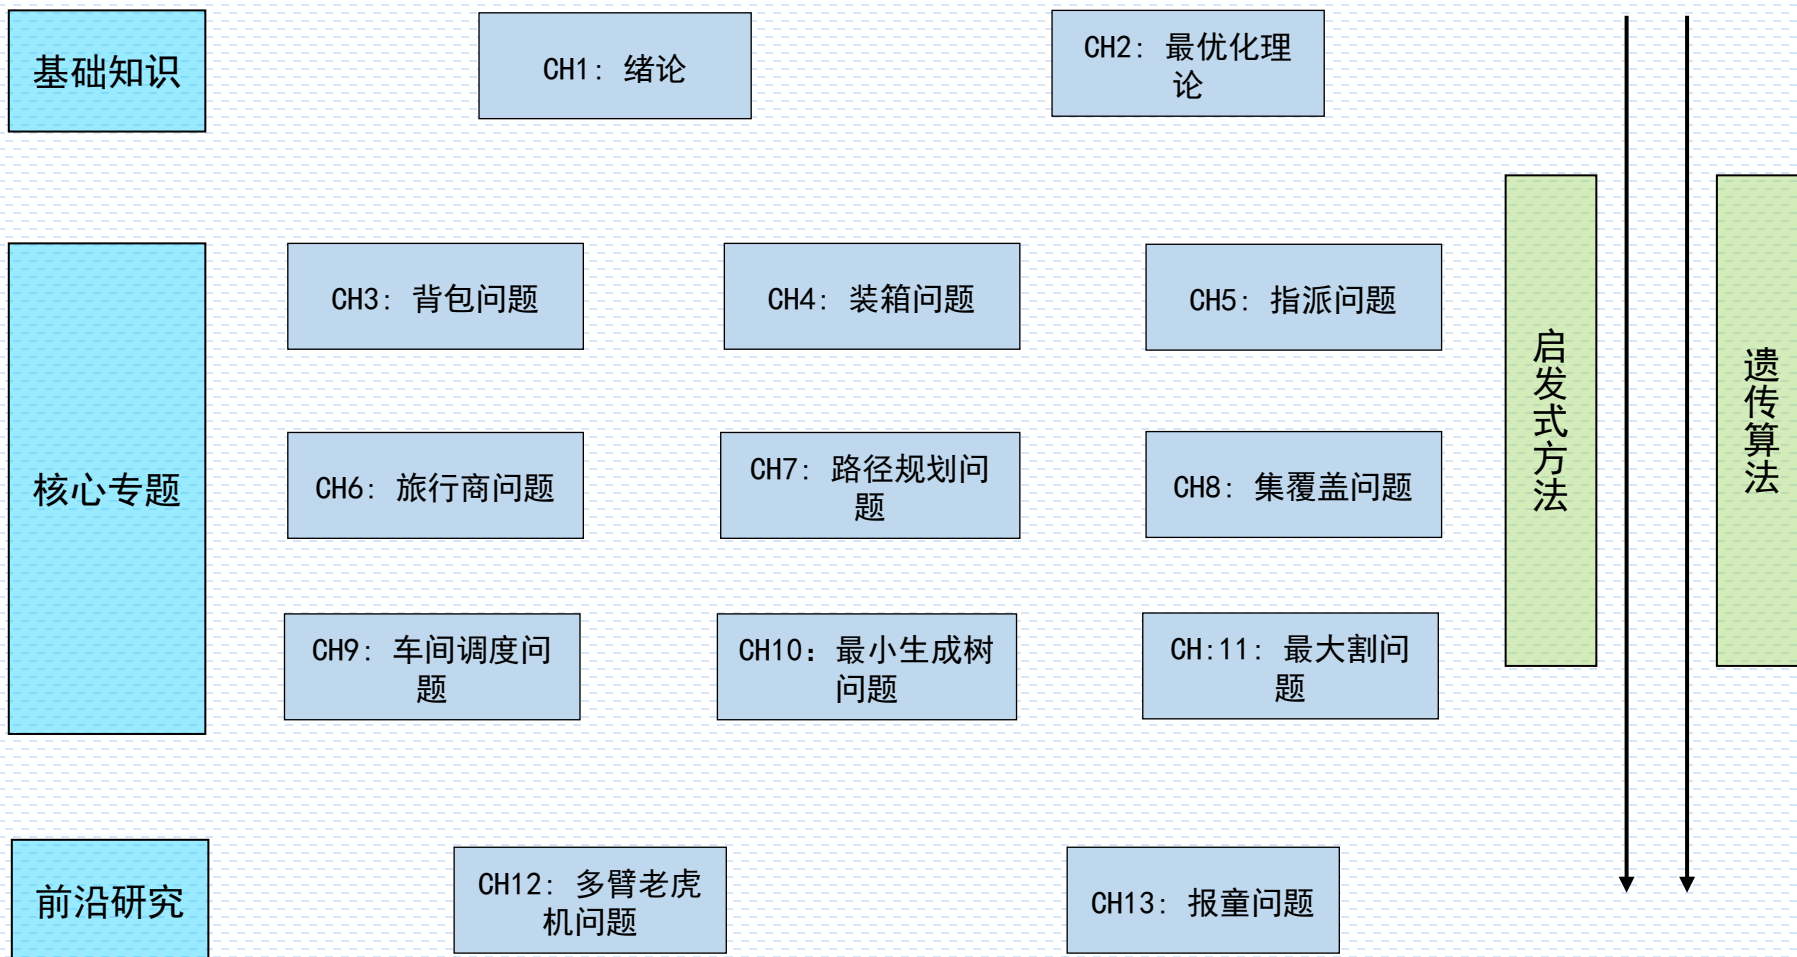 基础知识
CH1: 绪论
CH2: 最优化理
论
核心专题
CH3: 背包问题
CH4: 装箱问题
CH5: 指派问题
CH6: 旅行商问题
CH7: 路径规划问
题
CH8: 集覆盖问题
CH9: 车间调度问
题
CH10: 最小生成树
问题
CH:11: 最大割问
题
启发式方法
遗传算法
前沿研究
CH12: 多臂老虎
机问题
CH13: 报童问题